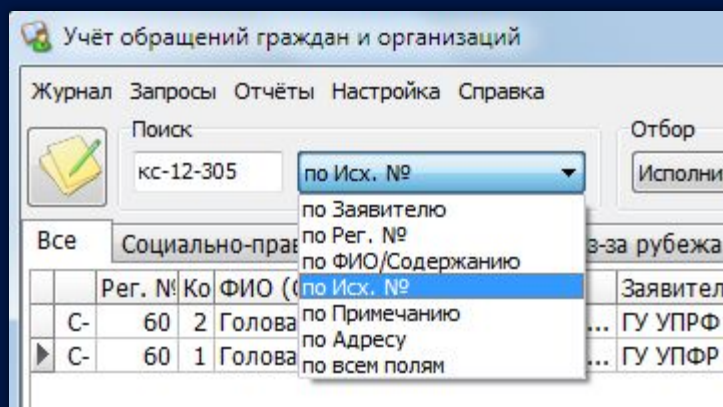 Учёт обращений граждан и организаций
Журнал Запросы Отчёты Настройка Справка
Поиск Отбор
кс-12-305 по Исх. № Исполни
по Заявителю
по Рег. №
по ФИО/Содержанию
по Исх. №
по Примечанию
по Адресу
по всем полям
Все Социально-прав з-за рубежа
Рег. № Ко ФИО ( Заявител
С- 60 2 Голова ... ГУ УПРФ
С- 60 1 Голова ... ГУ УПФР